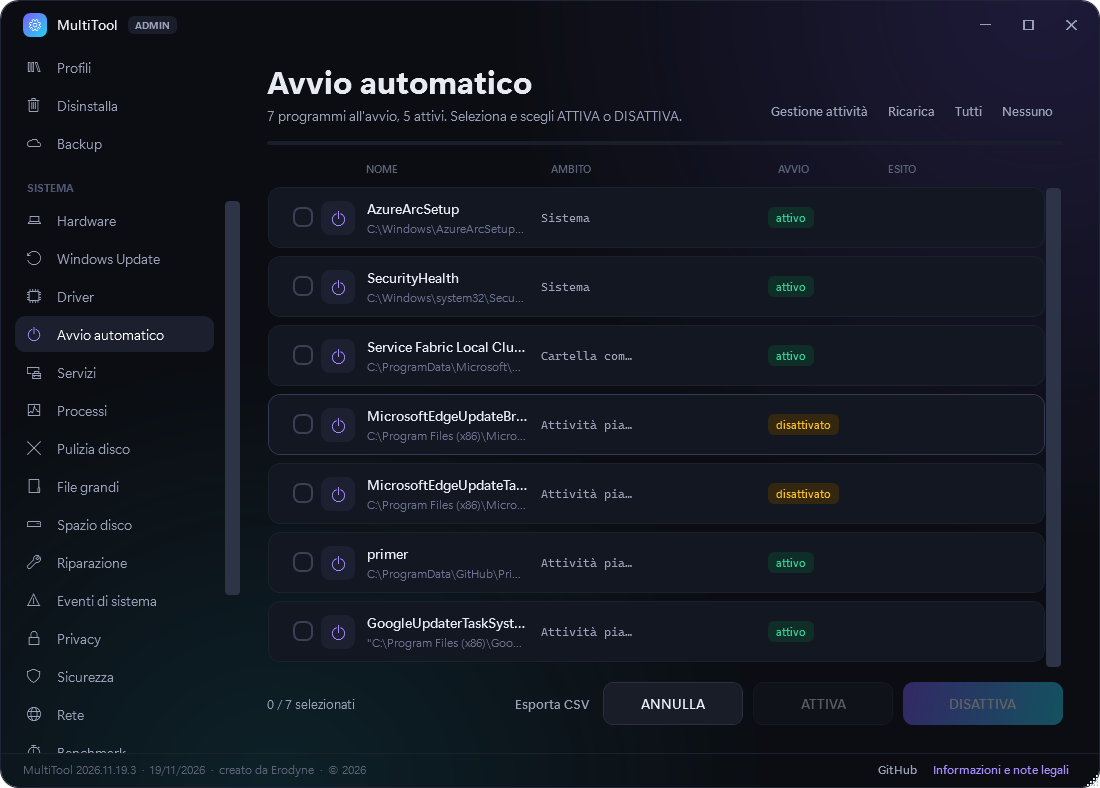 MultiTool ADMIN
Profili
Disinstalla
Backup
SISTEMA
Hardware
Windows Update
Driver
Avvio automatico
Servizi
Processi
Pulizia disco
File grandi
Spazio disco
Riparazione
Eventi di sistema
Privacy
Sicurezza
Rete
Benchmark
Avvio automatico
7 programmi all'avvio, 5 attivi. Seleziona e scegli ATTIVA o DISATTIVA.
Gestione attività Ricarica Tutti Nessuno
NOME AMBITO AVVIO ESITO
AzureArcSetup
C:\Windows\AzureArcSetup...
Sistema attivo
SecurityHealth
C:\Windows\system32\Secu...
Sistema attivo
Service Fabric Local Clu...
C:\ProgramData\Microsoft\...
Cartella com... attivo
MicrosoftEdgeUpdateBr...
C:\Program Files (x86)\Micro...
Attività pia... disattivato
MicrosoftEdgeUpdateTa...
C:\Program Files (x86)\Micro...
Attività pia... disattivato
primer
C:\ProgramData\GitHub\Pri...
Attività pia... attivo
GoogleUpdaterTaskSyst...
"C:\Program Files (x86)\Goo...
Attività pia... attivo
0 / 7 selezionati Esporta CSV ANNULLA ATTIVA DISATTIVA
MultiTool 2026.11.19.3 · 19/11/2026 · creato da Erodyne · © 2026 GitHub Informazioni e note legali